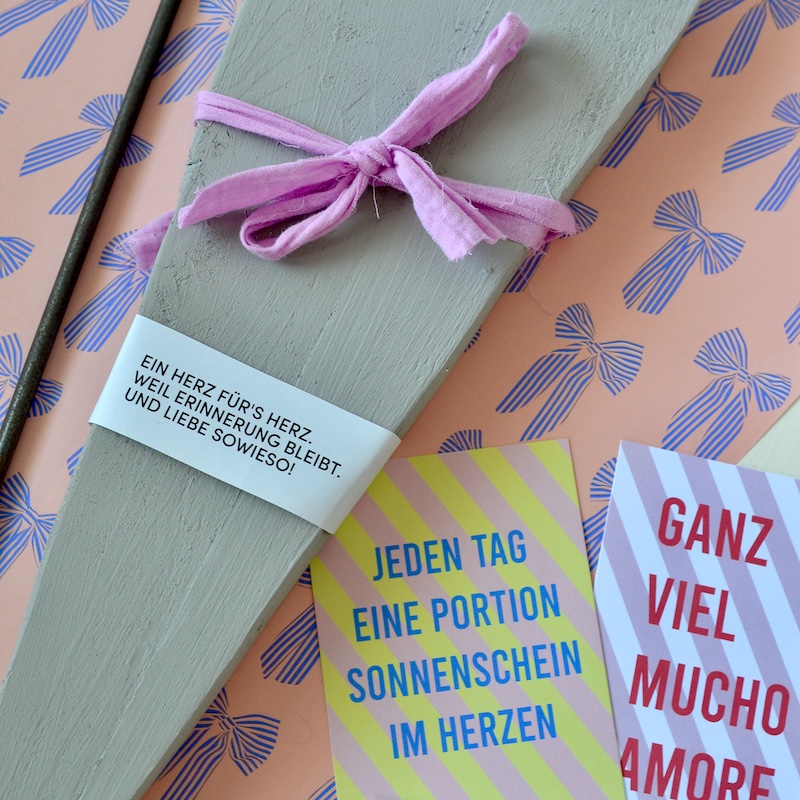 EIN HERZ FÜR'S HERZ.
WEIL ERINNERUNG BLEIBT.
UND LIEBE SOWIESO!
JEDEN TAG
EINE PORTION
SONNENSCHEIN
IM HERZEN
GANZ
VIEL
MUCHO
AMORE